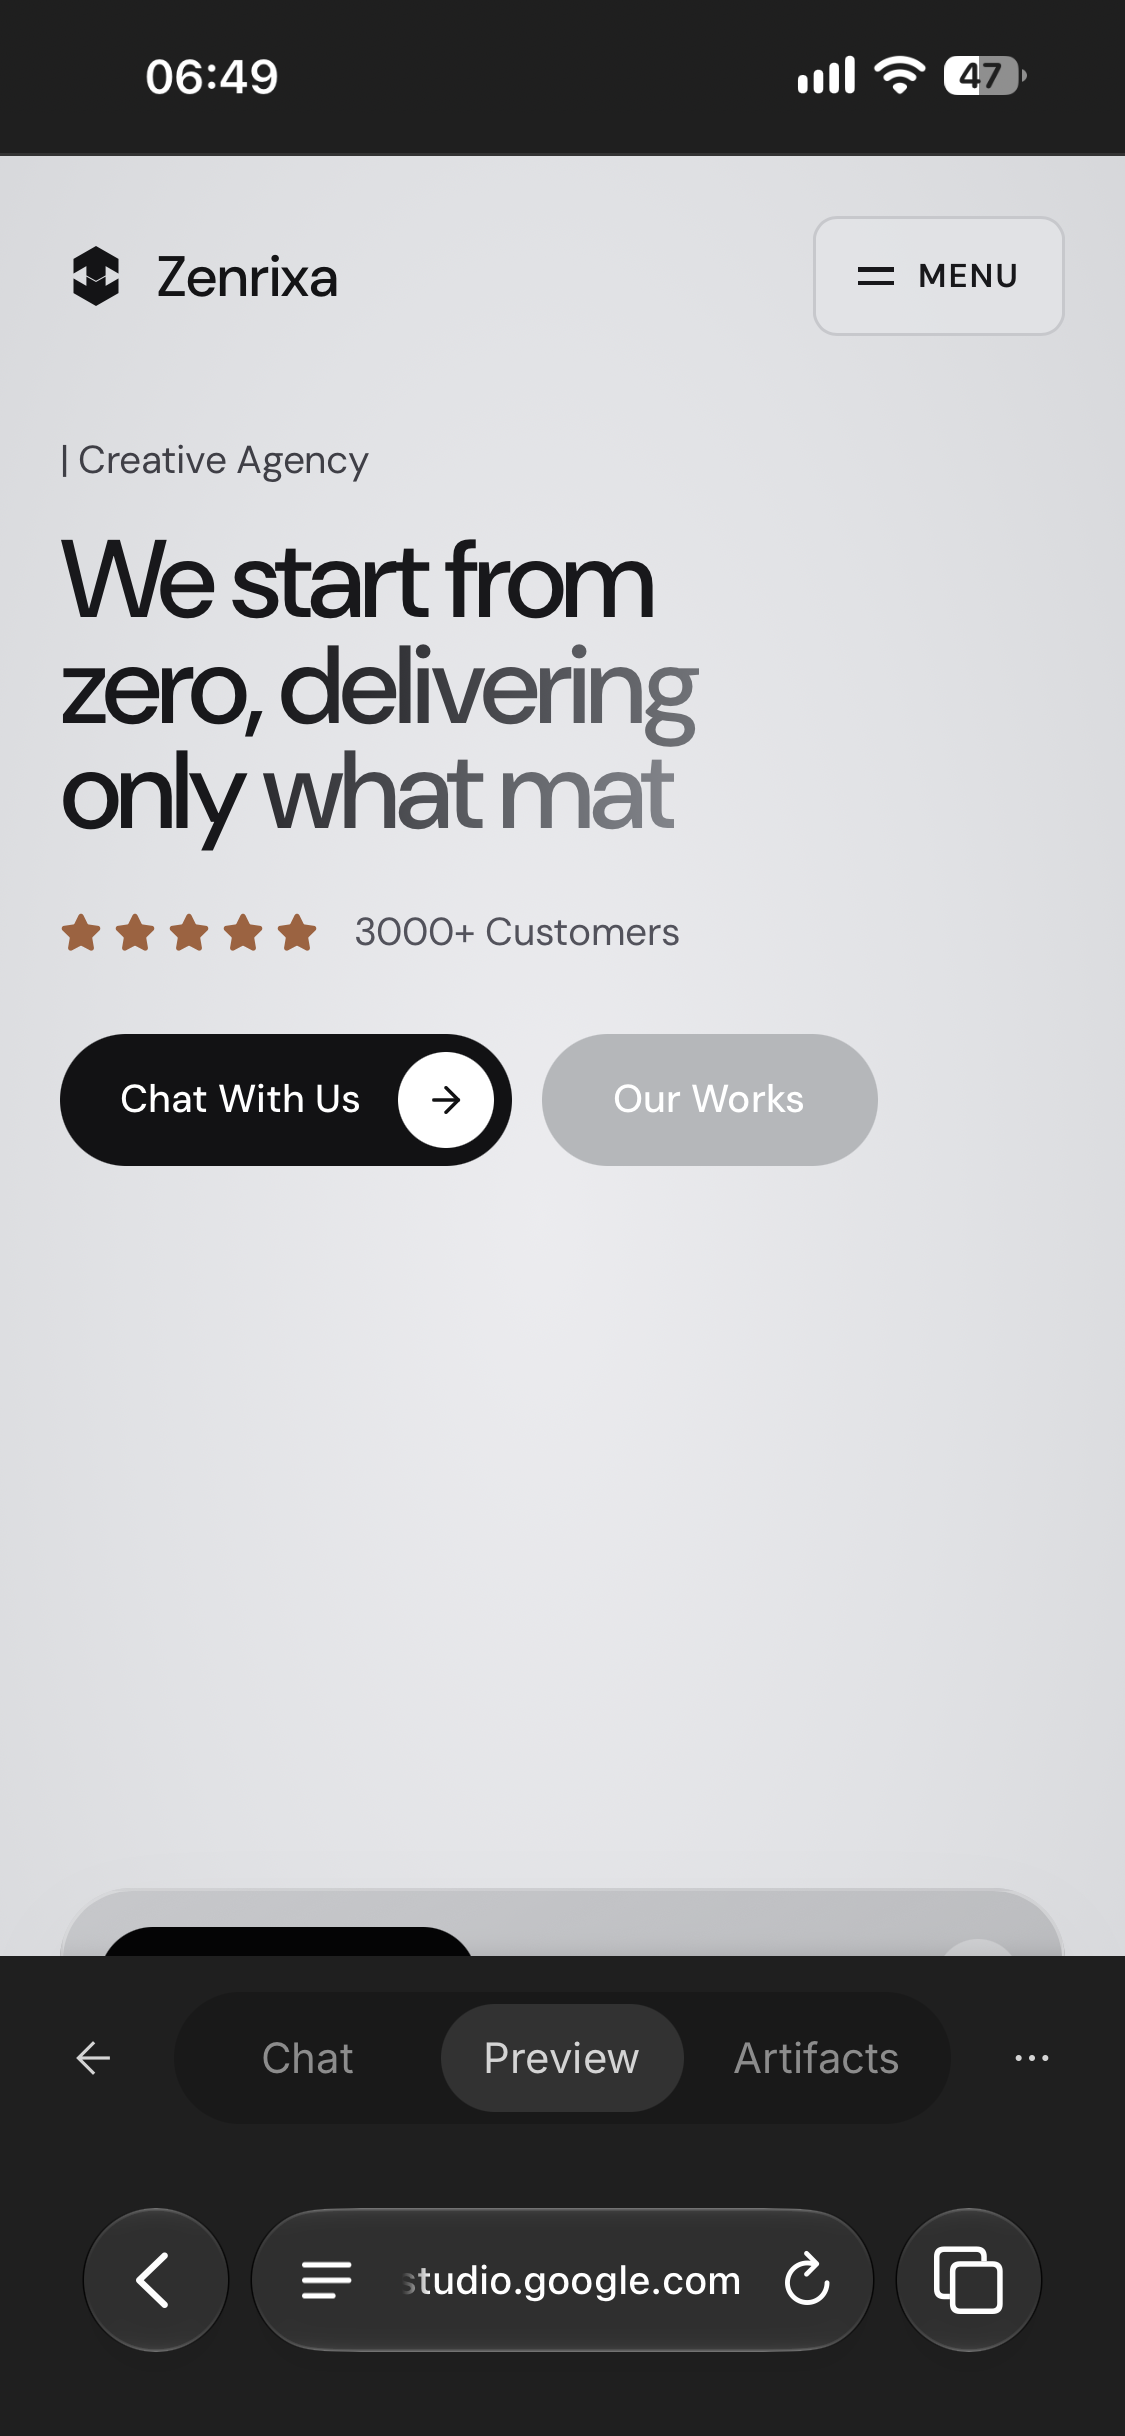 06:49
47
Zenrixa
MENU
| Creative Agency
We start from
zero, delivering
only what mat
3000+ Customers
Chat With Us
Our Works
Chat
Preview
Artifacts
studio.google.com